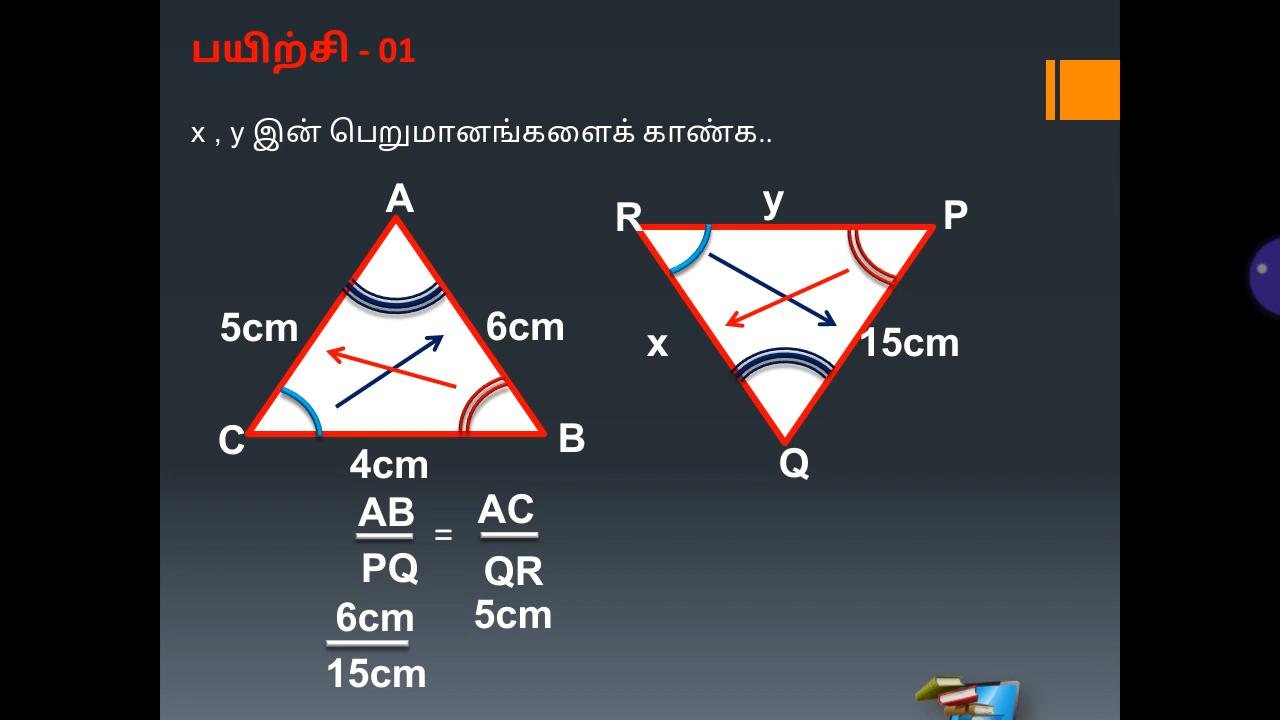 பயிற்சி - 01
x , y இன் பெறுமானங்களைக் காண்க..
A
R y P
5cm 6cm
x 15cm
C B
4cm
Q
AB = AC
PQ QR
6cm 5cm
15cm